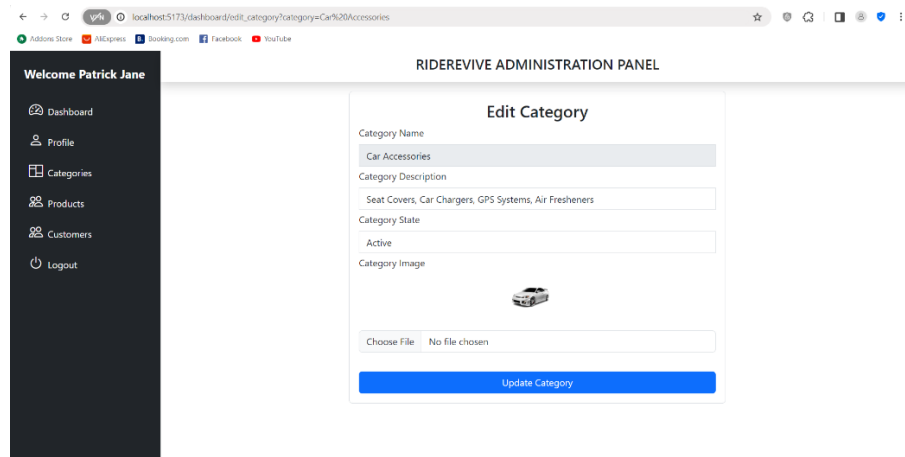 VPN localhost:5173/dashboard/edit_category?category=Car%20Accessories
Addons Store AliExpress B. Booking.com Facebook YouTube
Welcome Patrick Jane
RIDEREVIVE ADMINISTRATION PANEL
Dashboard
Profile
Categories
Products
Customers
Logout
Edit Category
Category Name
Car Accessories
Category Description
Seat Covers, Car Chargers, GPS Systems, Air Fresheners
Category State
Active
Category Image
Choose File No file chosen
Update Category